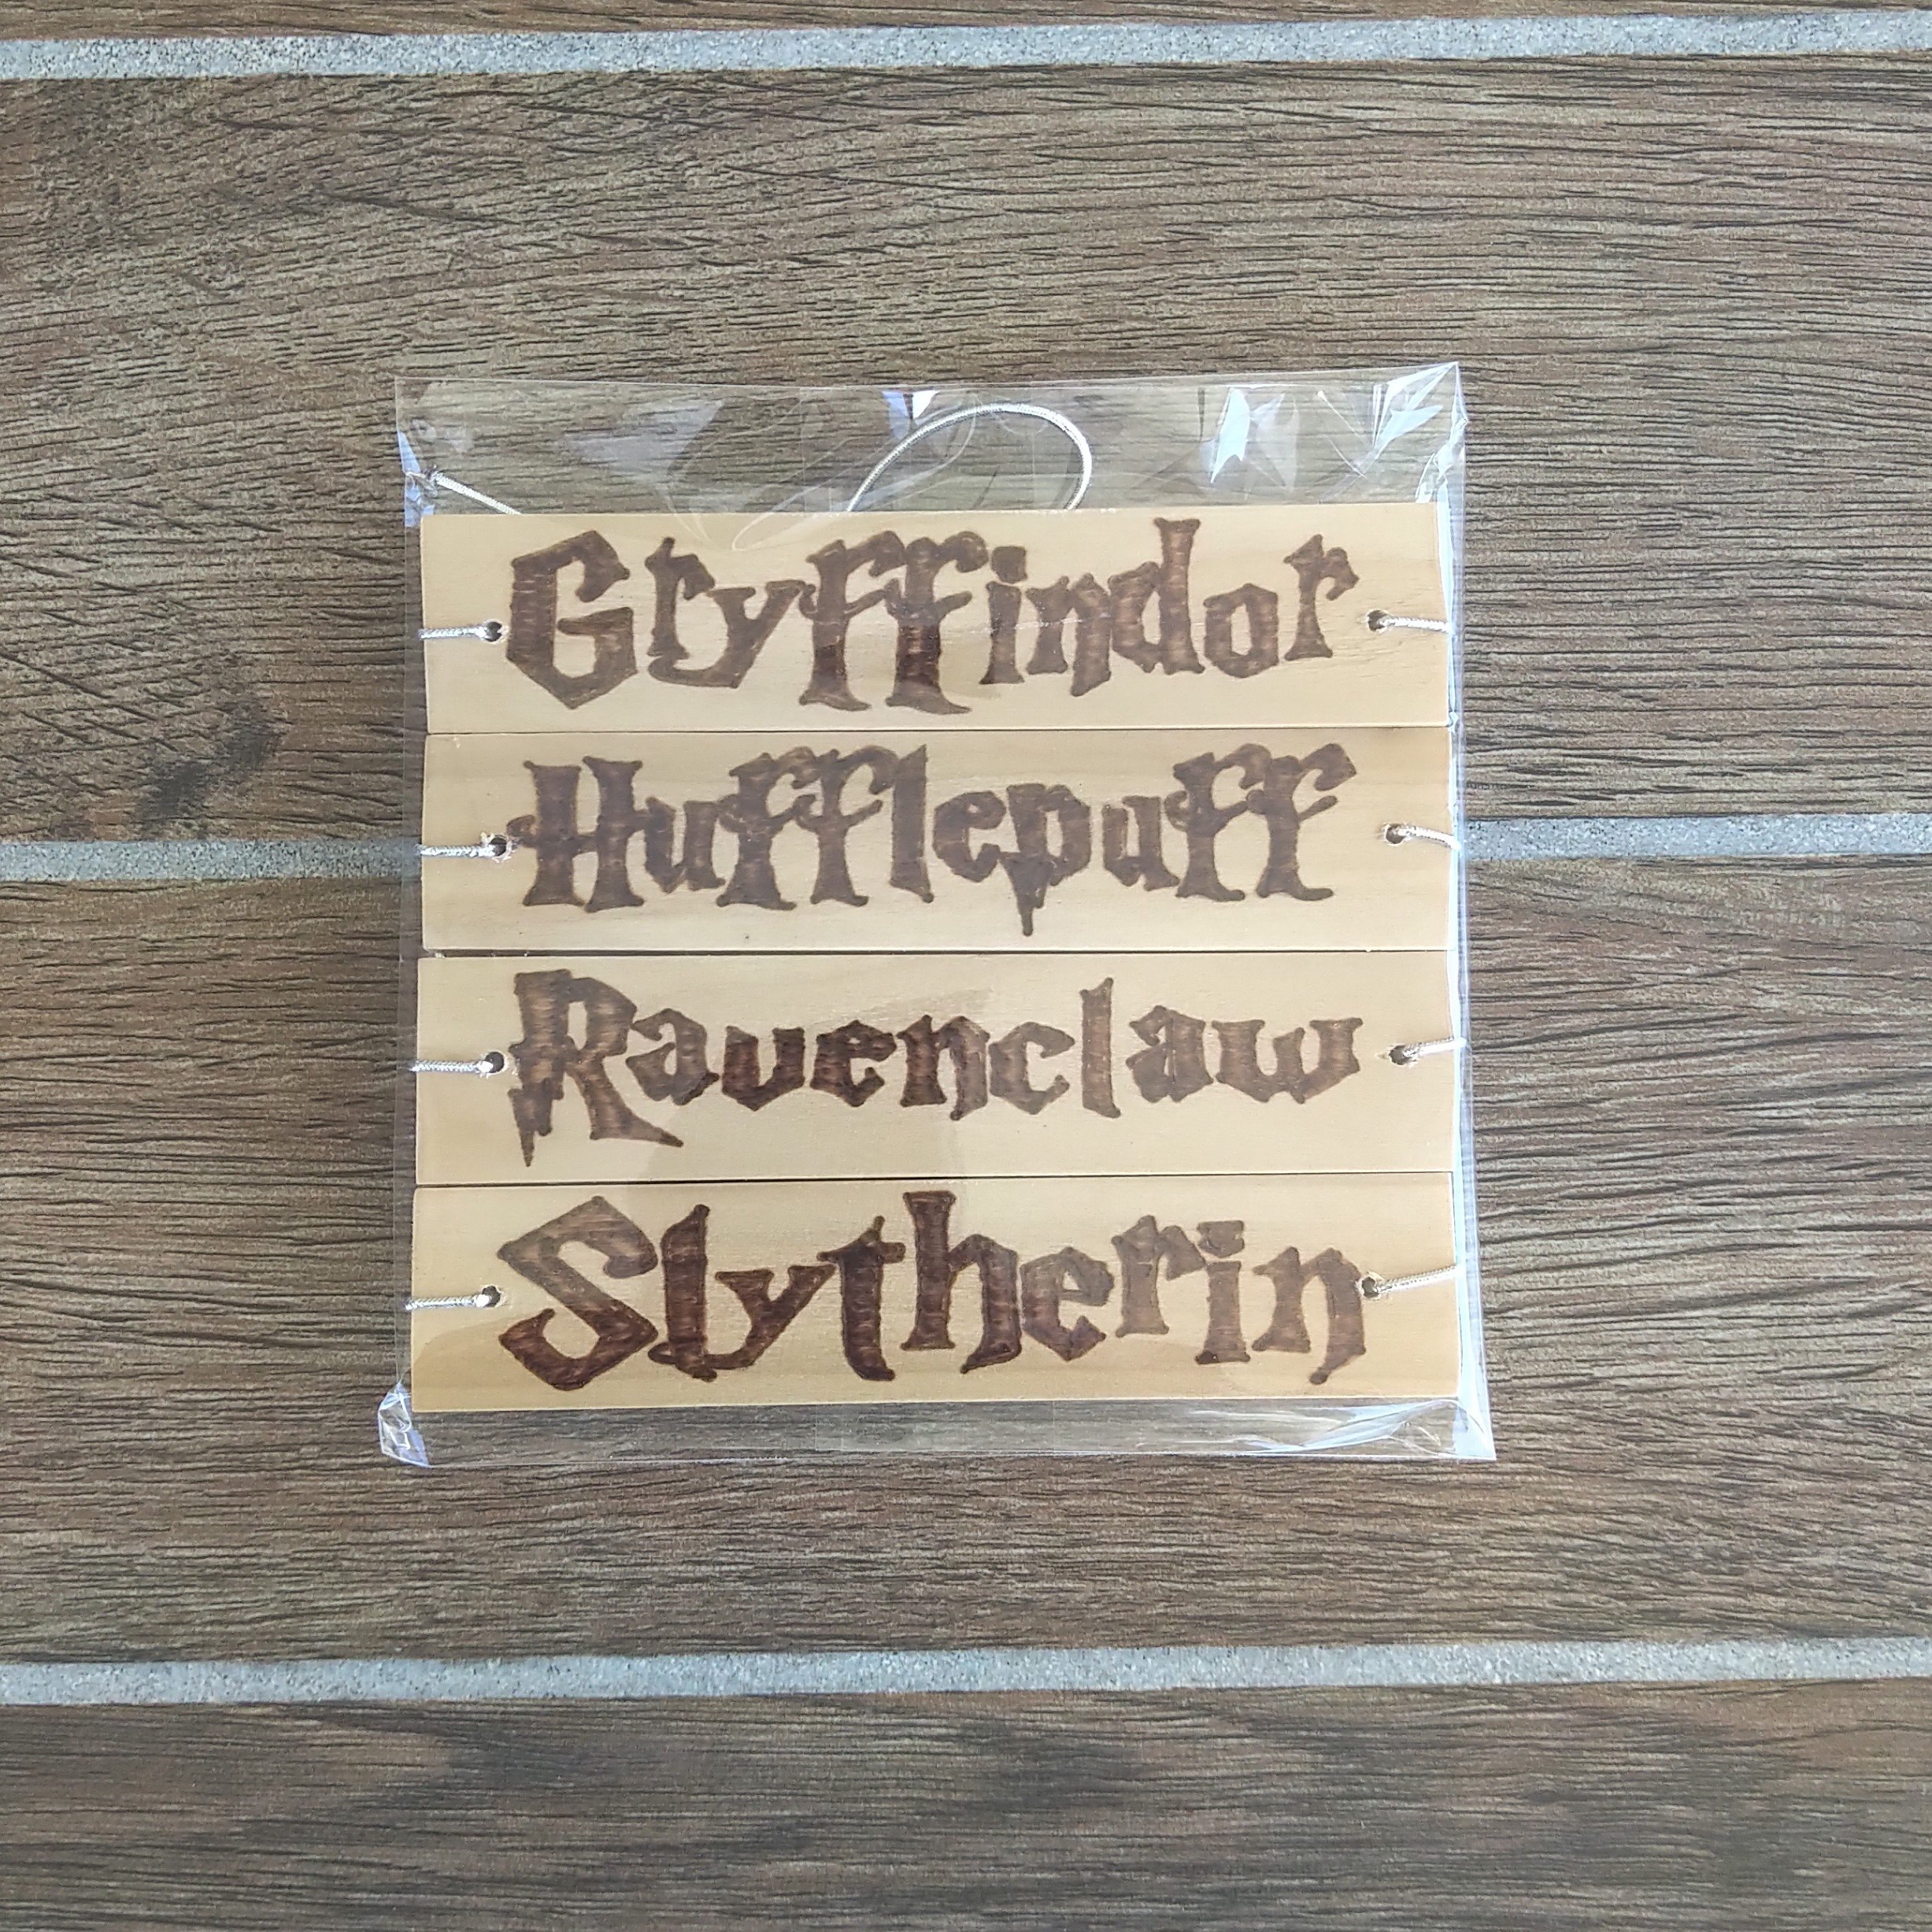 Gryffindor
Hufflepuff
Ravenclaw
Slytherin